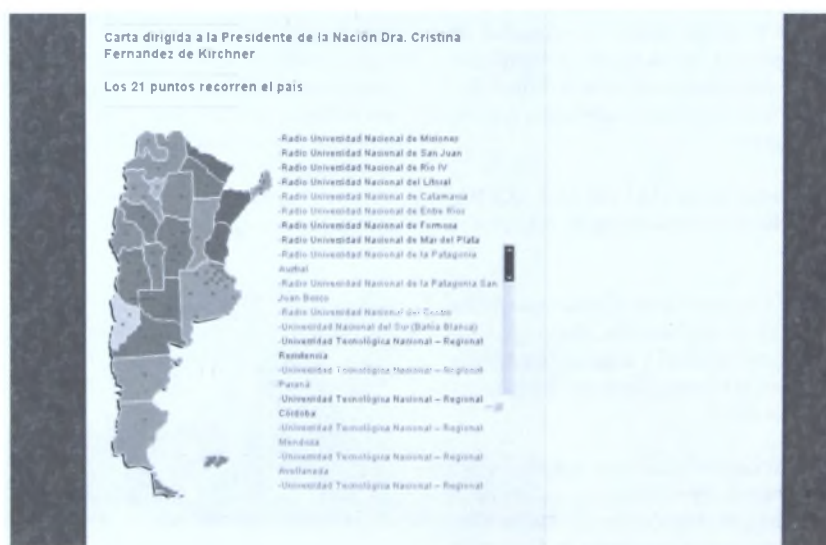 Carta dirigida a la Presidente de la Nación Dra. Cristina
Fernandez de Kirchner
Los 21 puntos recorren el país
-Radio Universidad Nacional de Misiones
-Radio Universidad Nacional de San Juan
-Radio Universidad Nacional de Río IV
-Radio Universidad Nacional del Litoral
-Radio Universidad Nacional de Catamarca
-Radio Universidad Nacional de Entre Ríos
-Radio Universidad Nacional de Formosa
-Radio Universidad Nacional de Mar del Plata
-Radio Universidad Nacional de la Patagonia
Austral
-Radio Universidad Nacional de la Patagonia San
Juan Bosco
-Radio Universidad Nacional del Centro
-Universidad Nacional del Sur (Bahía Blanca)
-Universidad Tecnológica Nacional – Regional
Resistencia
-Universidad Tecnológica Nacional – Regional
Paraná
-Universidad Tecnológica Nacional – Regional
Córdoba
-Universidad Tecnológica Nacional – Regional
Mendoza
-Universidad Tecnológica Nacional – Regional
Avellaneda
-Universidad Tecnológica Nacional – Regional